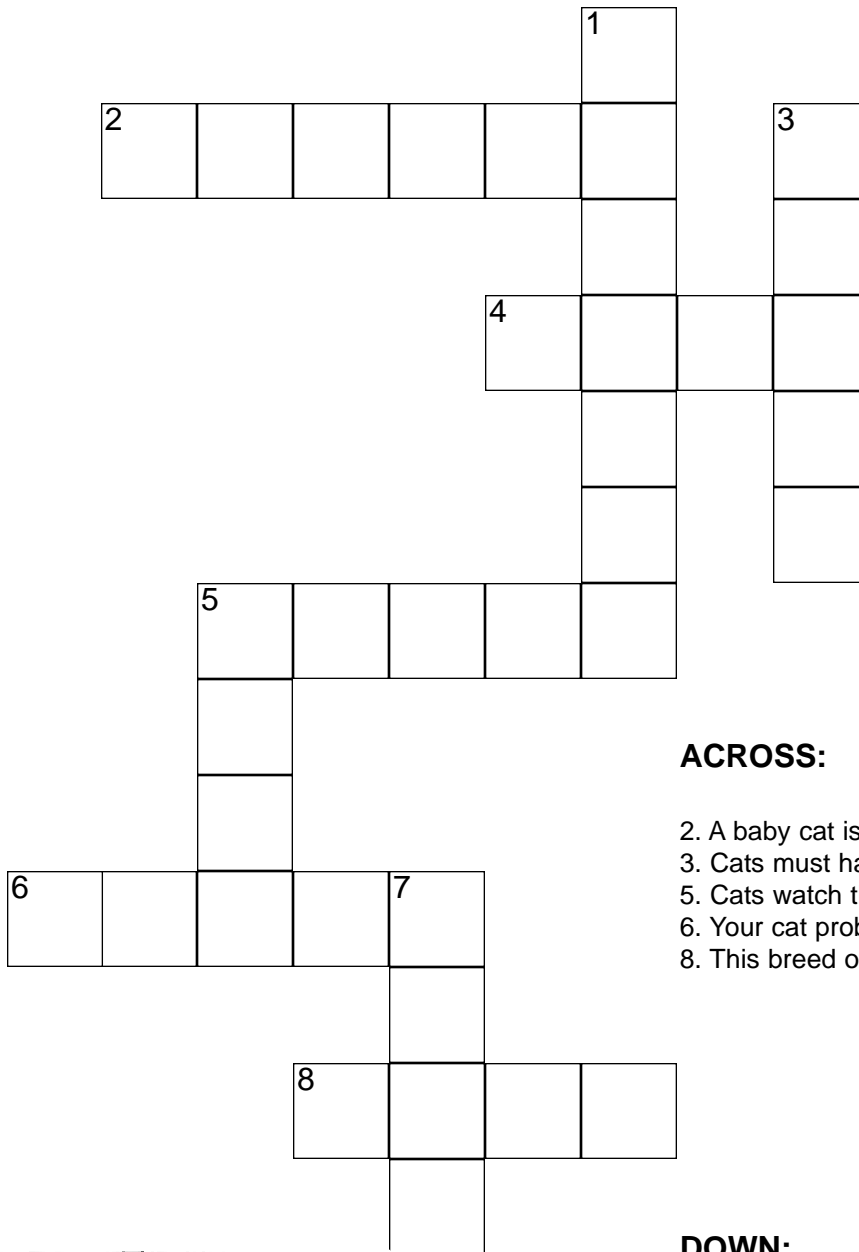 1
2
3
4
5
6
7
8
ACROSS:
2. A baby cat is
3. Cats must ha
5. Cats watch t
6. Your cat prob
8. This breed o
DOWN: